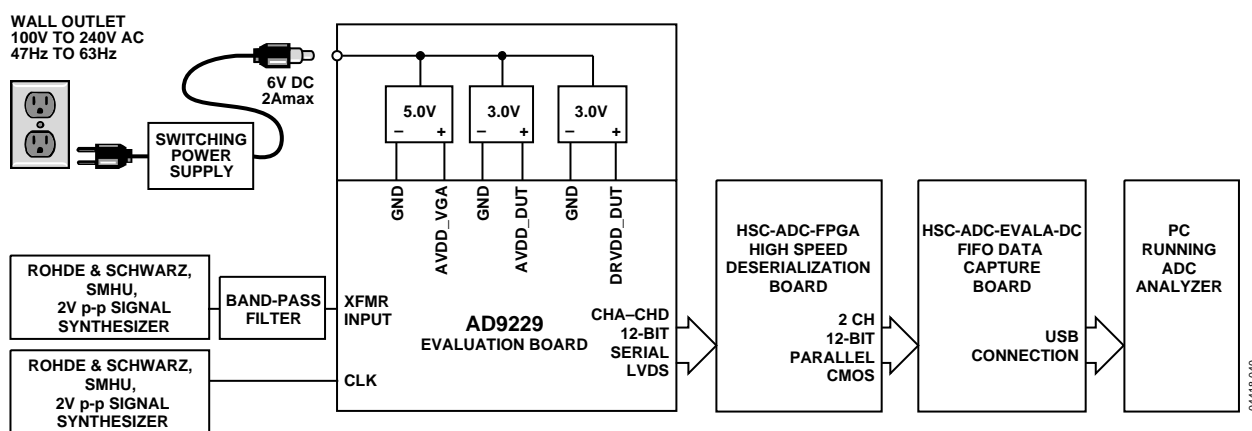 WALL OUTLET
100V TO 240V AC
47Hz TO 63Hz
6V DC
2Amax
SWITCHING
POWER
SUPPLY
5.0V
– +
3.0V
– +
3.0V
– +
GND
AVDD_VGA
GND
AVDD_DUT
GND
DRVDD_DUT
ROHDE & SCHWARZ,
SMHU,
2V p-p SIGNAL
SYNTHESIZER
BAND-PASS
FILTER
XFMR
INPUT
ROHDE & SCHWARZ,
SMHU,
2V p-p SIGNAL
SYNTHESIZER
CLK
AD9229
EVALUATION BOARD
CHA–CHD
12-BIT
SERIAL
LVDS
HSC-ADC-FPGA
HIGH SPEED
DESERIALIZATION
BOARD
2 CH
12-BIT
PARALLEL
CMOS
HSC-ADC-EVALA-DC
FIFO DATA
CAPTURE
BOARD
USB
CONNECTION
PC
RUNNING
ADC
ANALYZER